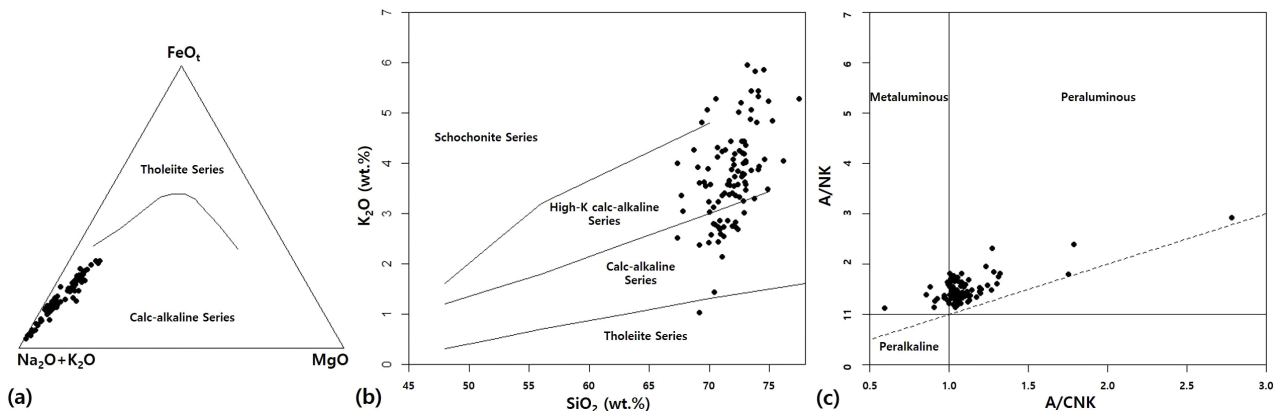 FeOt
Tholeiite Series
Calc-alkaline Series
Na2O+K2O
MgO
(a)
7
6
5
4
3
2
1
0
K2O (wt.%)
Schochonite Series
High-K calc-alkaline
Series
Calc-alkaline
Series
Tholeiite Series
45
50
55
60
65
70
75
SiO2 (wt.%)
(b)
7
6
5
4
3
2
11
0
A/NK
Metaluminous
Peraluminous
Peralkaline
0.5
1.0
1.5
2.0
2.5
3.0
A/CNK
(c)